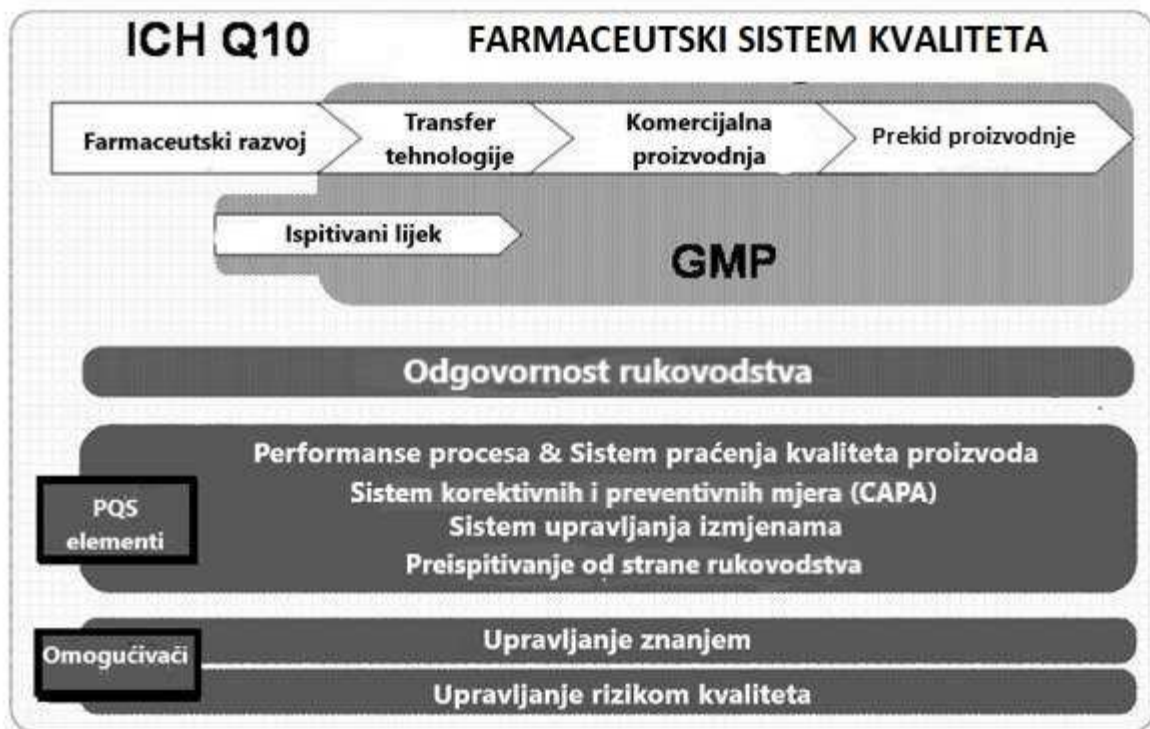 ICH Q10 FARMACEUTSKI SISTEM KVALITETA
Farmaceutski razvoj
Transfer
tehnologije
Komercijalna
proizvodnja
Prekid proizvodnje
Ispitivani lijek
GMP
Odgovornost rukovodstva
PQS
elementi
Performanse procesa & Sistem praćenja kvaliteta proizvoda
Sistem korektivnih i preventivnih mjera (CAPA)
Sistem upravljanja izmjenama
Preispitivanje od strane rukovodstva
Omogućivači
Upravljanje znanjem
Upravljanje rizikom kvaliteta